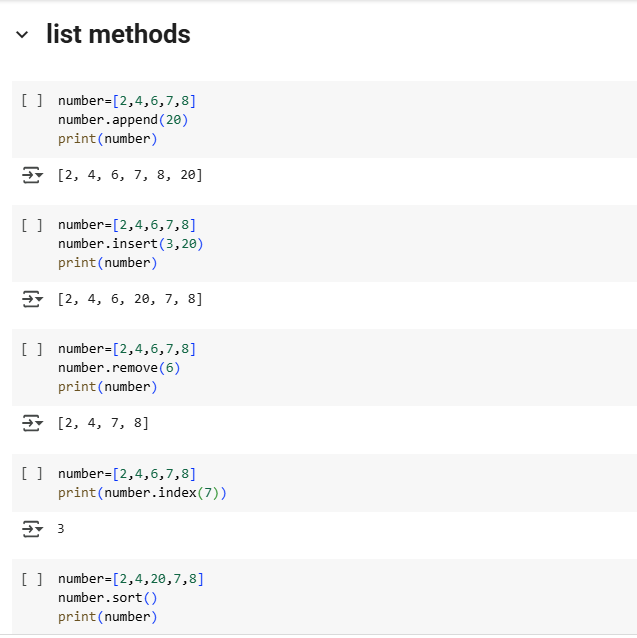 list methods
[ ] number=[2,4,6,7,8]
number.append(20)
print(number)
[2, 4, 6, 7, 8, 20]
[ ] number=[2,4,6,7,8]
number.insert(3,20)
print(number)
[2, 4, 6, 20, 7, 8]
[ ] number=[2,4,6,7,8]
number.remove(6)
print(number)
[2, 4, 7, 8]
[ ] number=[2,4,6,7,8]
print(number.index(7))
3
[ ] number=[2,4,20,7,8]
number.sort()
print(number)